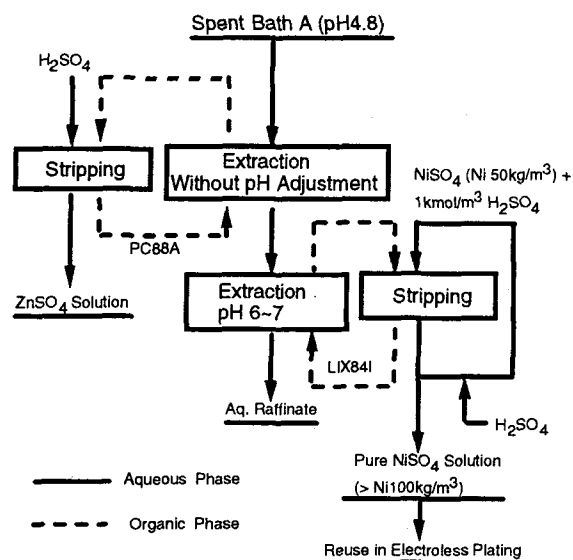 Spent Bath A (pH4.8)
H₂SO₄
Stripping
Extraction
Without pH Adjustment
NiSO₄ (Ni 50kg/m³) +
1kmol/m³ H₂SO₄
PC88A
ZnSO₄ Solution
Extraction
pH 6~7
Stripping
LIX84I
Aq. Raffinate
H₂SO₄
Pure NiSO₄ Solution
(> Ni100kg/m³)
Aqueous Phase
Organic Phase
Reuse in Electroless Plating